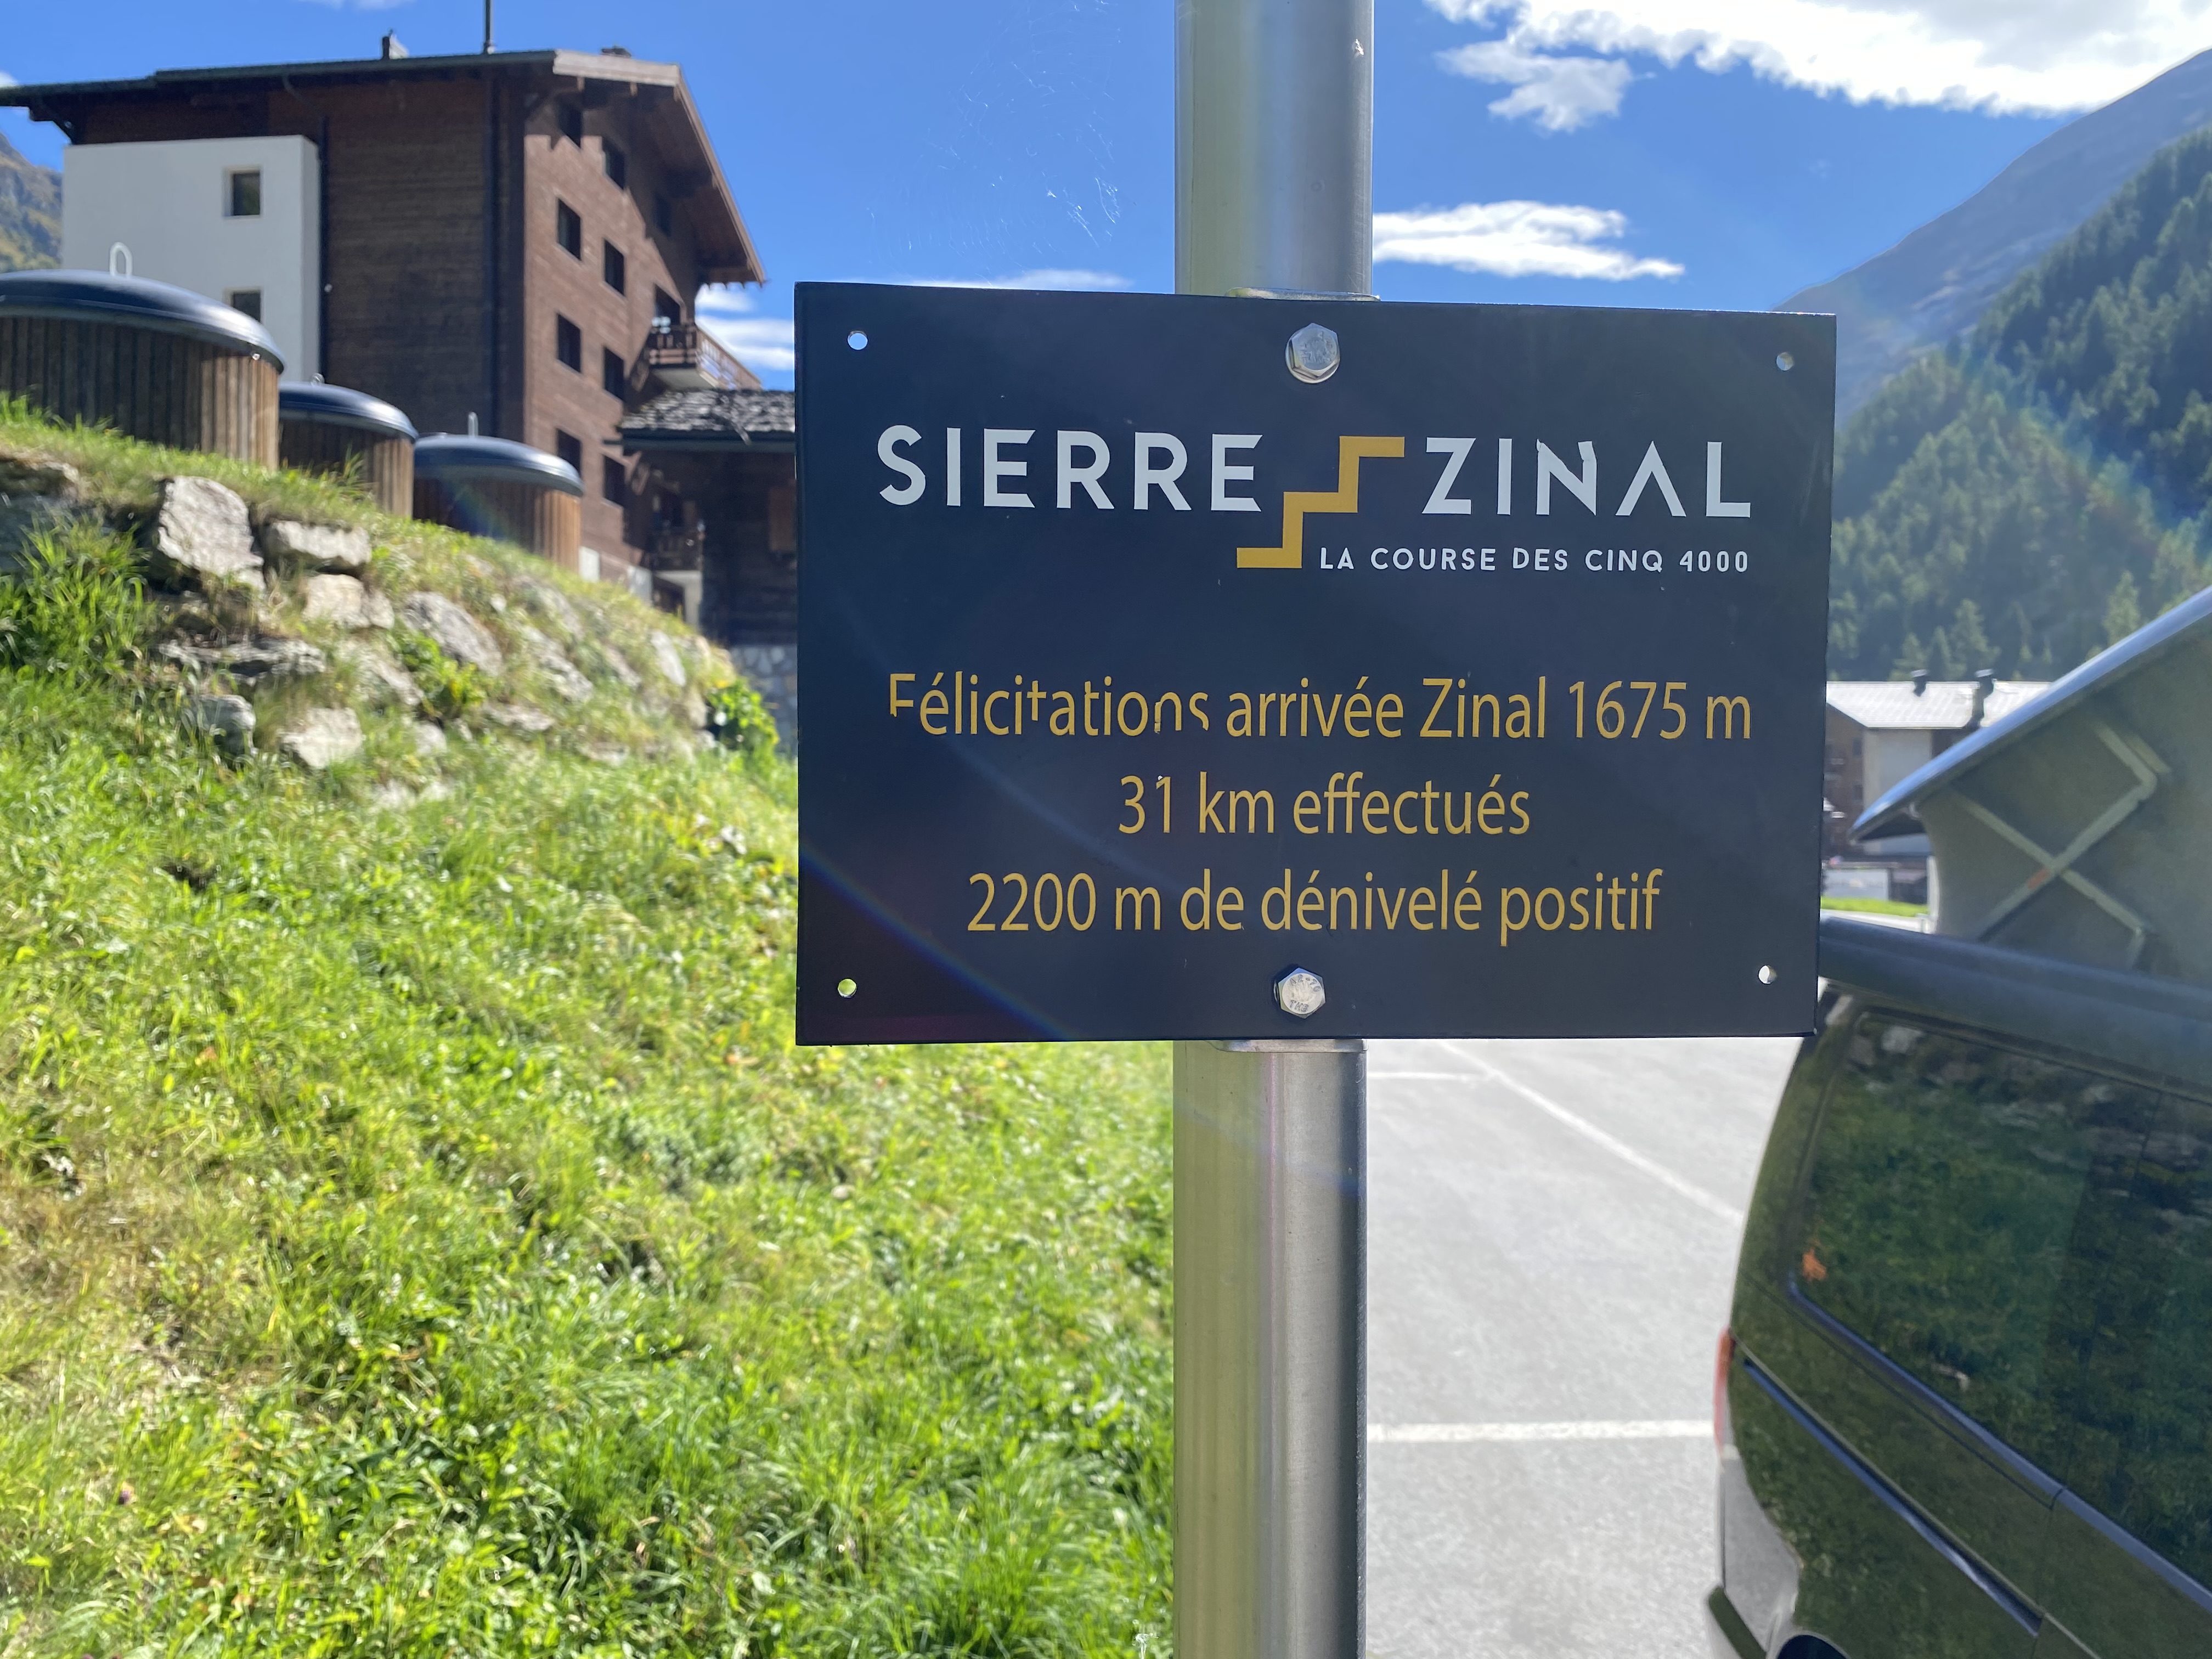 SIERRE ZINAL
LA COURSE DES CINQ 4000
Félicitations arrivée Zinal 1675 m
31 km effectués
2200 m de dénivelé positif